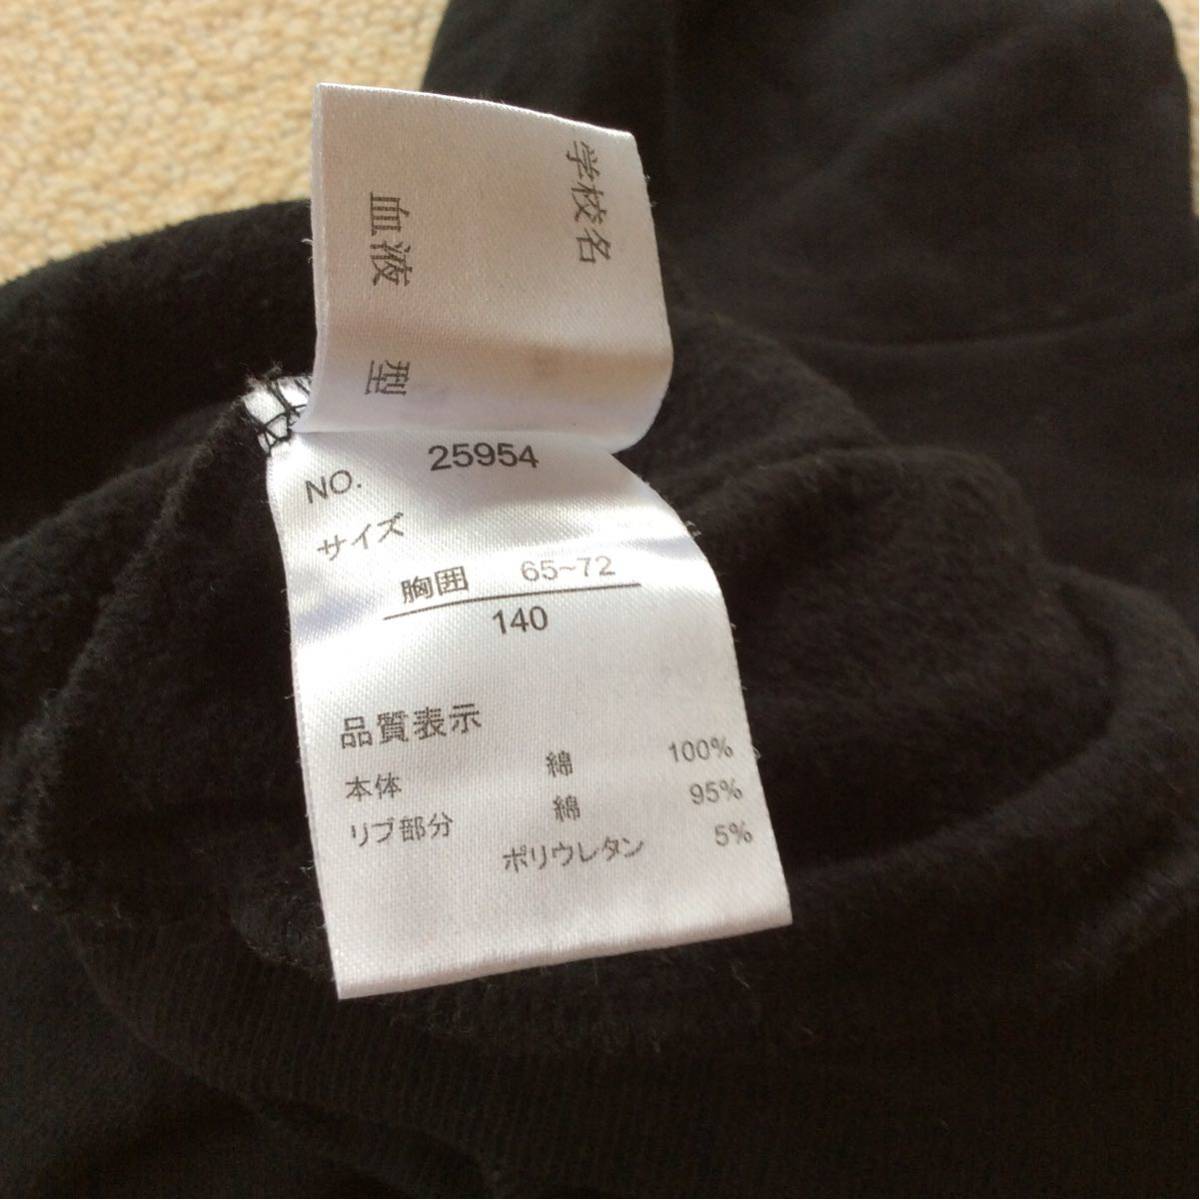 学校名
血液 型
NO. 25954
サイズ
胸囲 65~72
140
品質表示
本体 綿 100%
リブ部分 綿 95%
ポリウレタン 5%